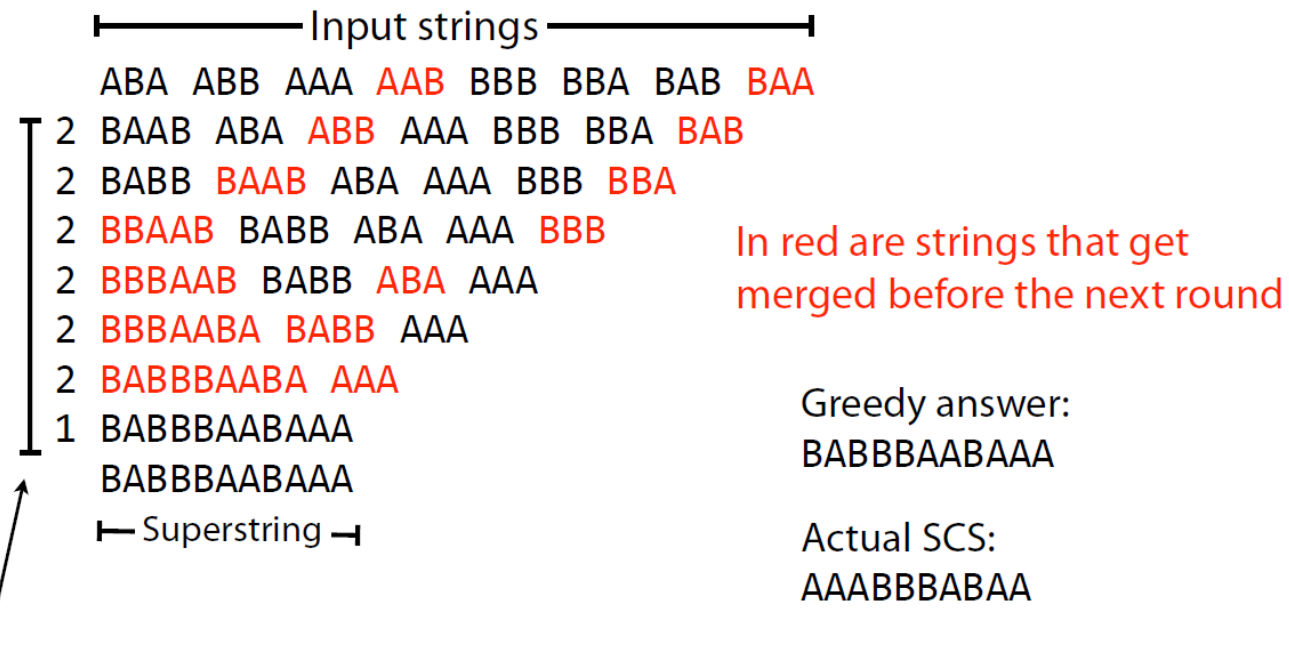 Input strings
ABA ABB AAA AAB BBB BBA BAB BAA
2 BAAB ABA ABB AAA BBB BBA BAB
2 BABB BAAB ABA AAA BBB BBA
2 BBAAB BABB ABA AAA BBB
2 BBBAAB BABB ABA AAA
2 BBBAABA BABB AAA
2 BABBBAABA AAA
1 BABBBAABAAA
BABBBAABAAA
Superstring
In red are strings that get
merged before the next round
Greedy answer:
BABBBAABAAA
Actual SCS:
AAABBBABAA